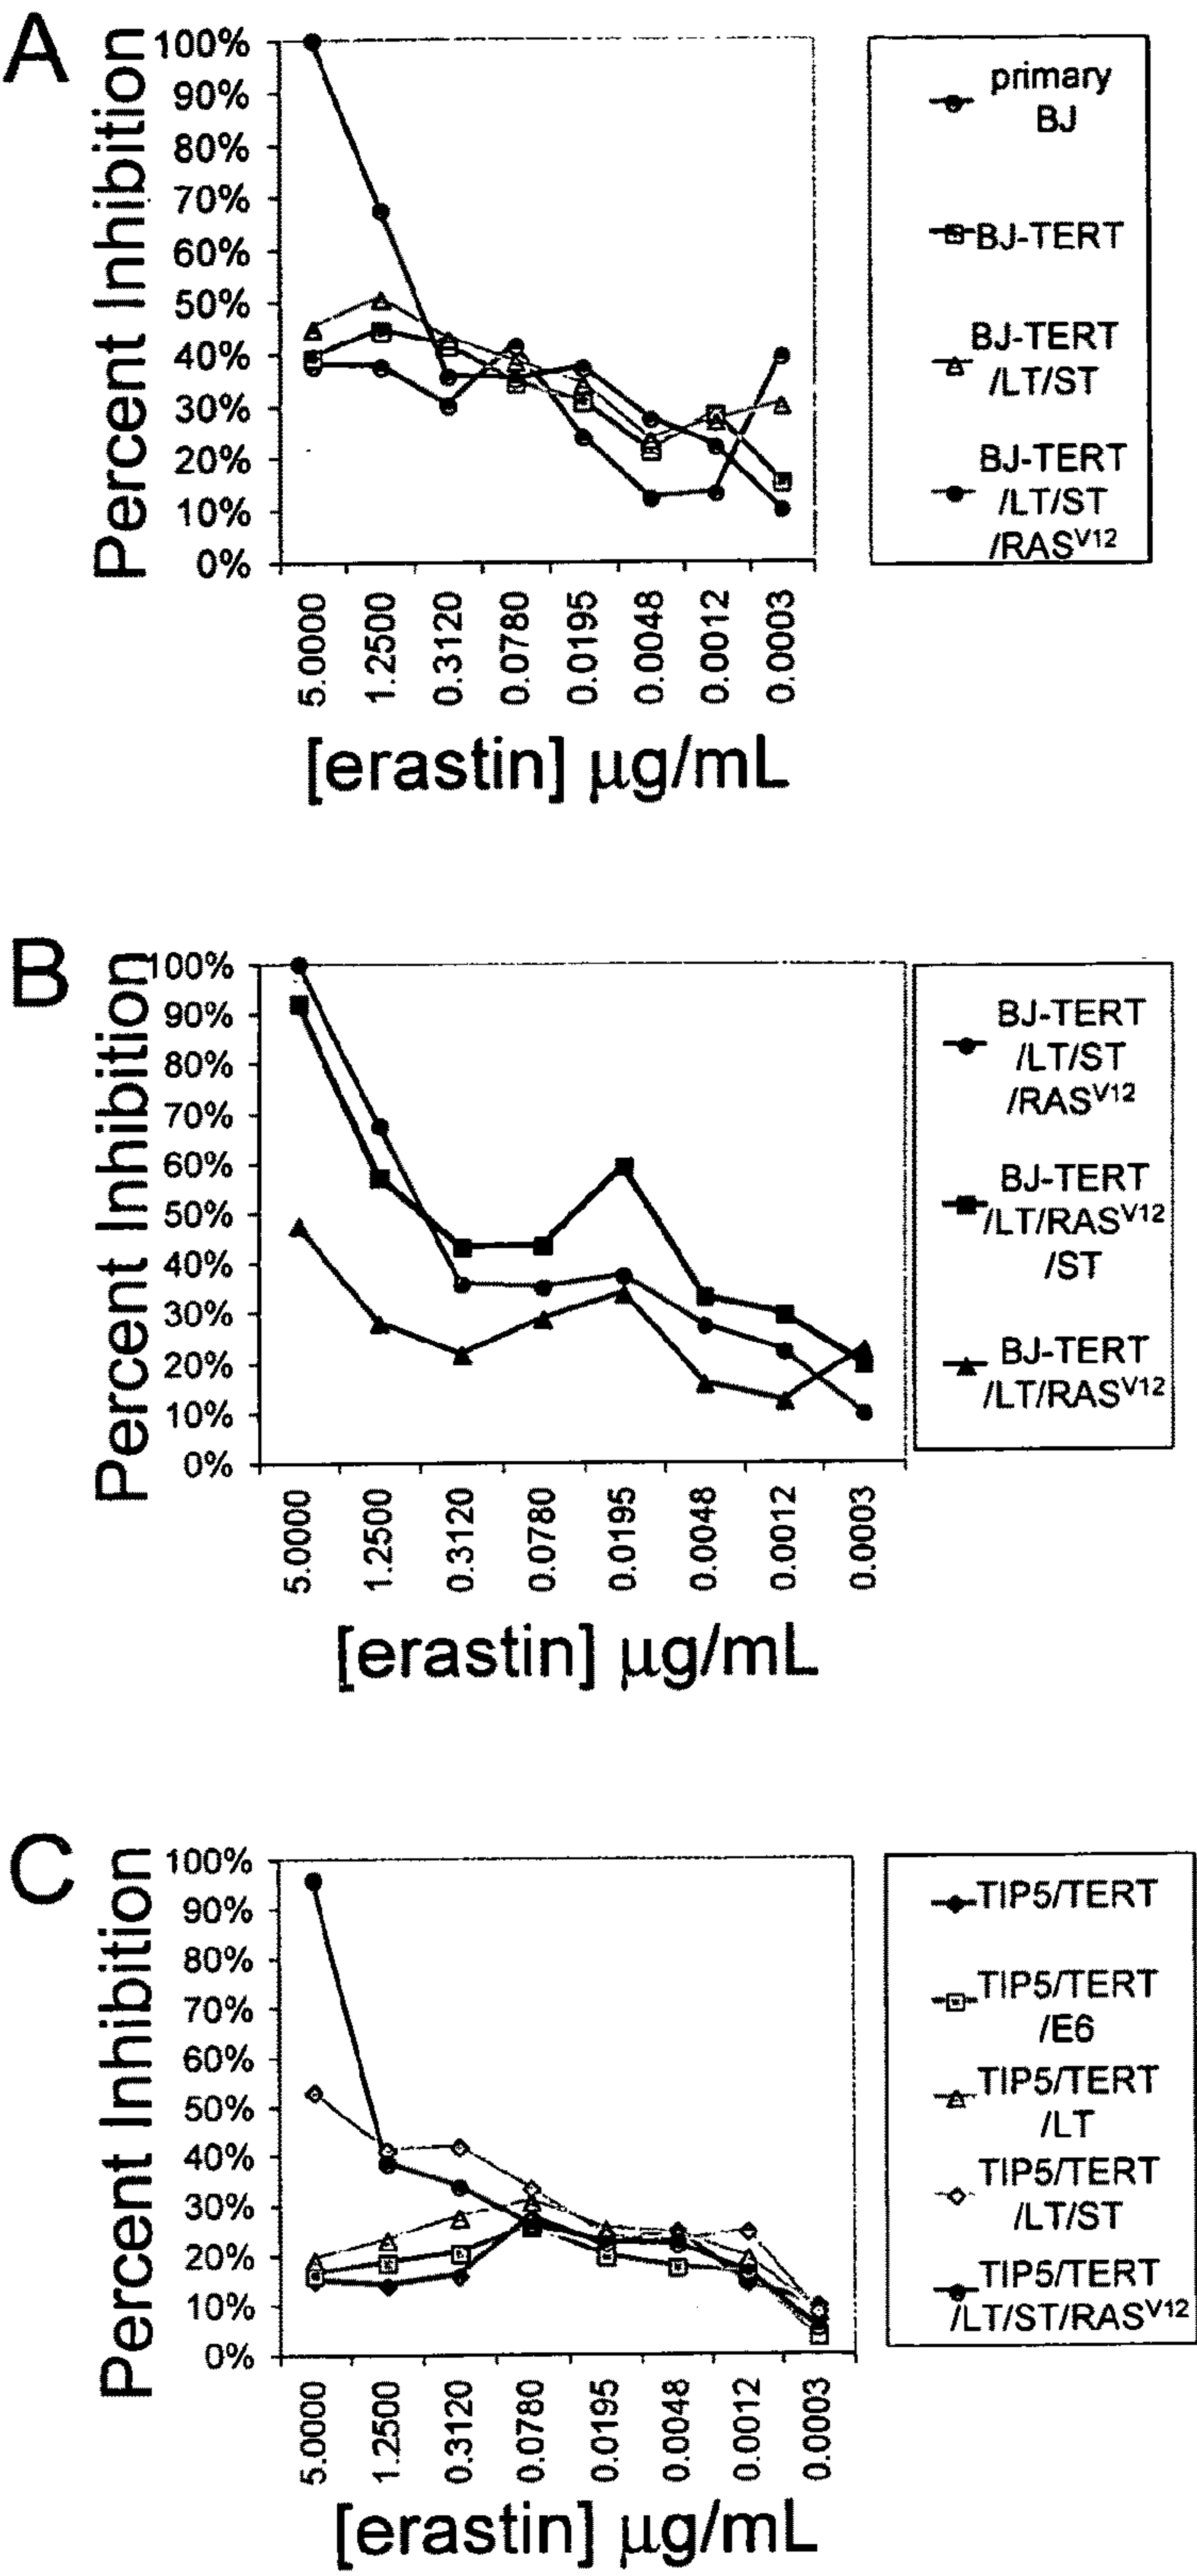 A
Percent Inhibition
100%
90%
80%
70%
60%
50%
40%
30%
20%
10%
0%
5.0000
1.2500
0.3120
0.0780
0.0195
0.0048
0.0012
0.0003
[erastin] μg/mL
primary
BJ
BJ-TERT
BJ-TERT
/LT/ST
BJ-TERT
/LT/ST
/RASV12
B
Percent Inhibition
100%
90%
80%
70%
60%
50%
40%
30%
20%
10%
0%
5.0000
1.2500
0.3120
0.0780
0.0195
0.0048
0.0012
0.0003
[erastin] μg/mL
BJ-TERT
/LT/ST
/RASV12
BJ-TERT
/LT/RASV12
/ST
BJ-TERT
/LT/RASV12
C
Percent Inhibition
100%
90%
80%
70%
60%
50%
40%
30%
20%
10%
0%
5.0000
1.2500
0.3120
0.0780
0.0195
0.0048
0.0012
0.0003
[erastin] μg/mL
TIP5/TERT
TIP5/TERT
/E6
TIP5/TERT
/LT
TIP5/TERT
/LT/ST
TIP5/TERT
/LT/ST/RASV12